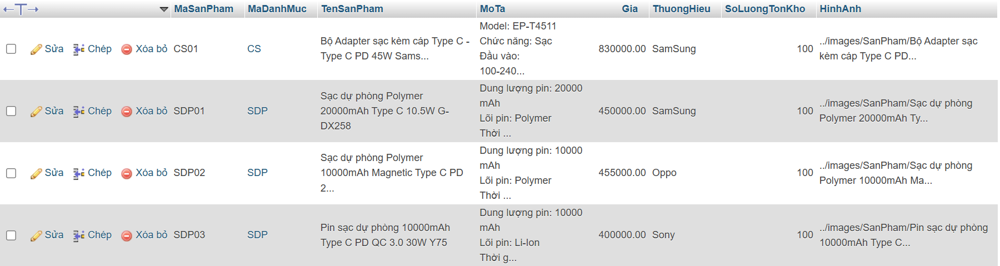 MaSanPham MaDanhMuc TenSanPham MoTa Gia ThuongHieu SoLuongTonKho HinhAnh
Sửa Chép Xóa bỏ CS01 CS Bộ Adapter sạc kèm cáp Type C - Type C PD 45W Sams... Model: EP-T4511 Chức năng: Sạc Đầu vào: 100-240... 830000.00 SamSung 100 ../images/SanPham/Bộ Adapter sạc kèm cáp Type C PD...
Sửa Chép Xóa bỏ SDP01 SDP Sạc dự phòng Polymer 20000mAh Type C 10.5W G-DX258 Dung lượng pin: 20000 mAh Lõi pin: Polymer Thời ... 450000.00 SamSung 100 ../images/SanPham/Sạc dự phòng Polymer 20000mAh Ty...
Sửa Chép Xóa bỏ SDP02 SDP Sạc dự phòng Polymer 10000mAh Magnetic Type C PD 2... Dung lượng pin: 10000 mAh Lõi pin: Polymer Thời ... 455000.00 Oppo 100 ../images/SanPham/Sạc dự phòng Polymer 10000mAh Ma...
Sửa Chép Xóa bỏ SDP03 SDP Pin sạc dự phòng 10000mAh Type C PD QC 3.0 30W Y75 Dung lượng pin: 10000 mAh Lõi pin: Li-Ion Thời g... 400000.00 Sony 100 ../images/SanPham/Pin sạc dự phòng 10000mAh Type C...